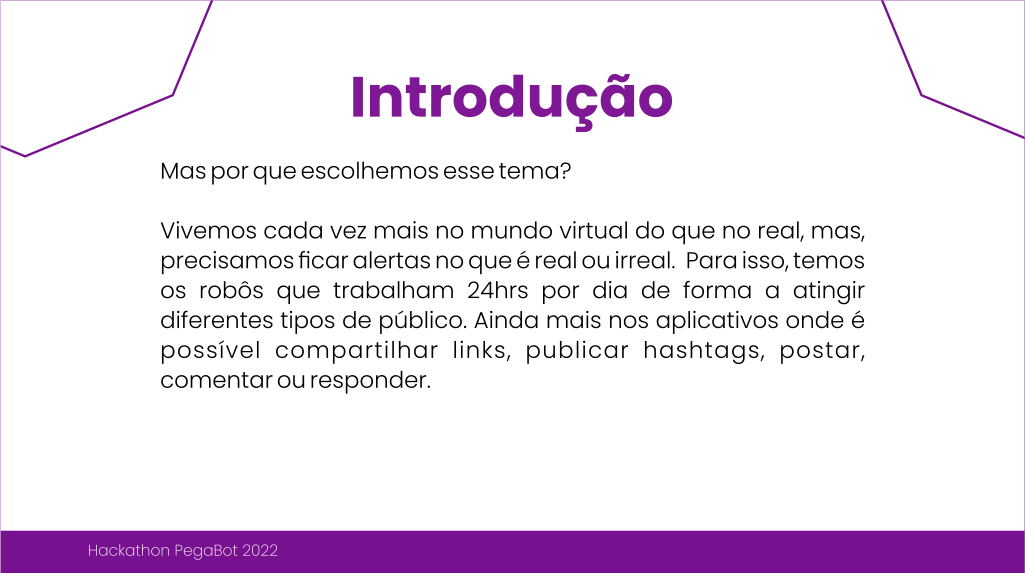 Introdução
Mas por que escolhemos esse tema?
Vivemos cada vez mais no mundo virtual do que no real, mas,
precisamos ficar alertas no que é real ou irreal.  Para isso, temos
os robôs que trabalham 24hrs por dia de forma a atingir
diferentes tipos de público. Ainda mais nos aplicativos onde é
possível compartilhar links, publicar hashtags, postar,
comentar ou responder.
Hackathon PegaBot 2022